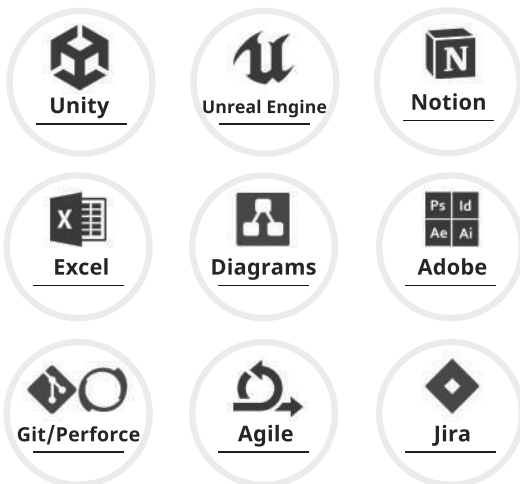 Unity
Unreal Engine
N
Notion
X
Excel
Diagrams
Ps Id
Ae Ai
Adobe
Git/Perforce
Agile
Jira